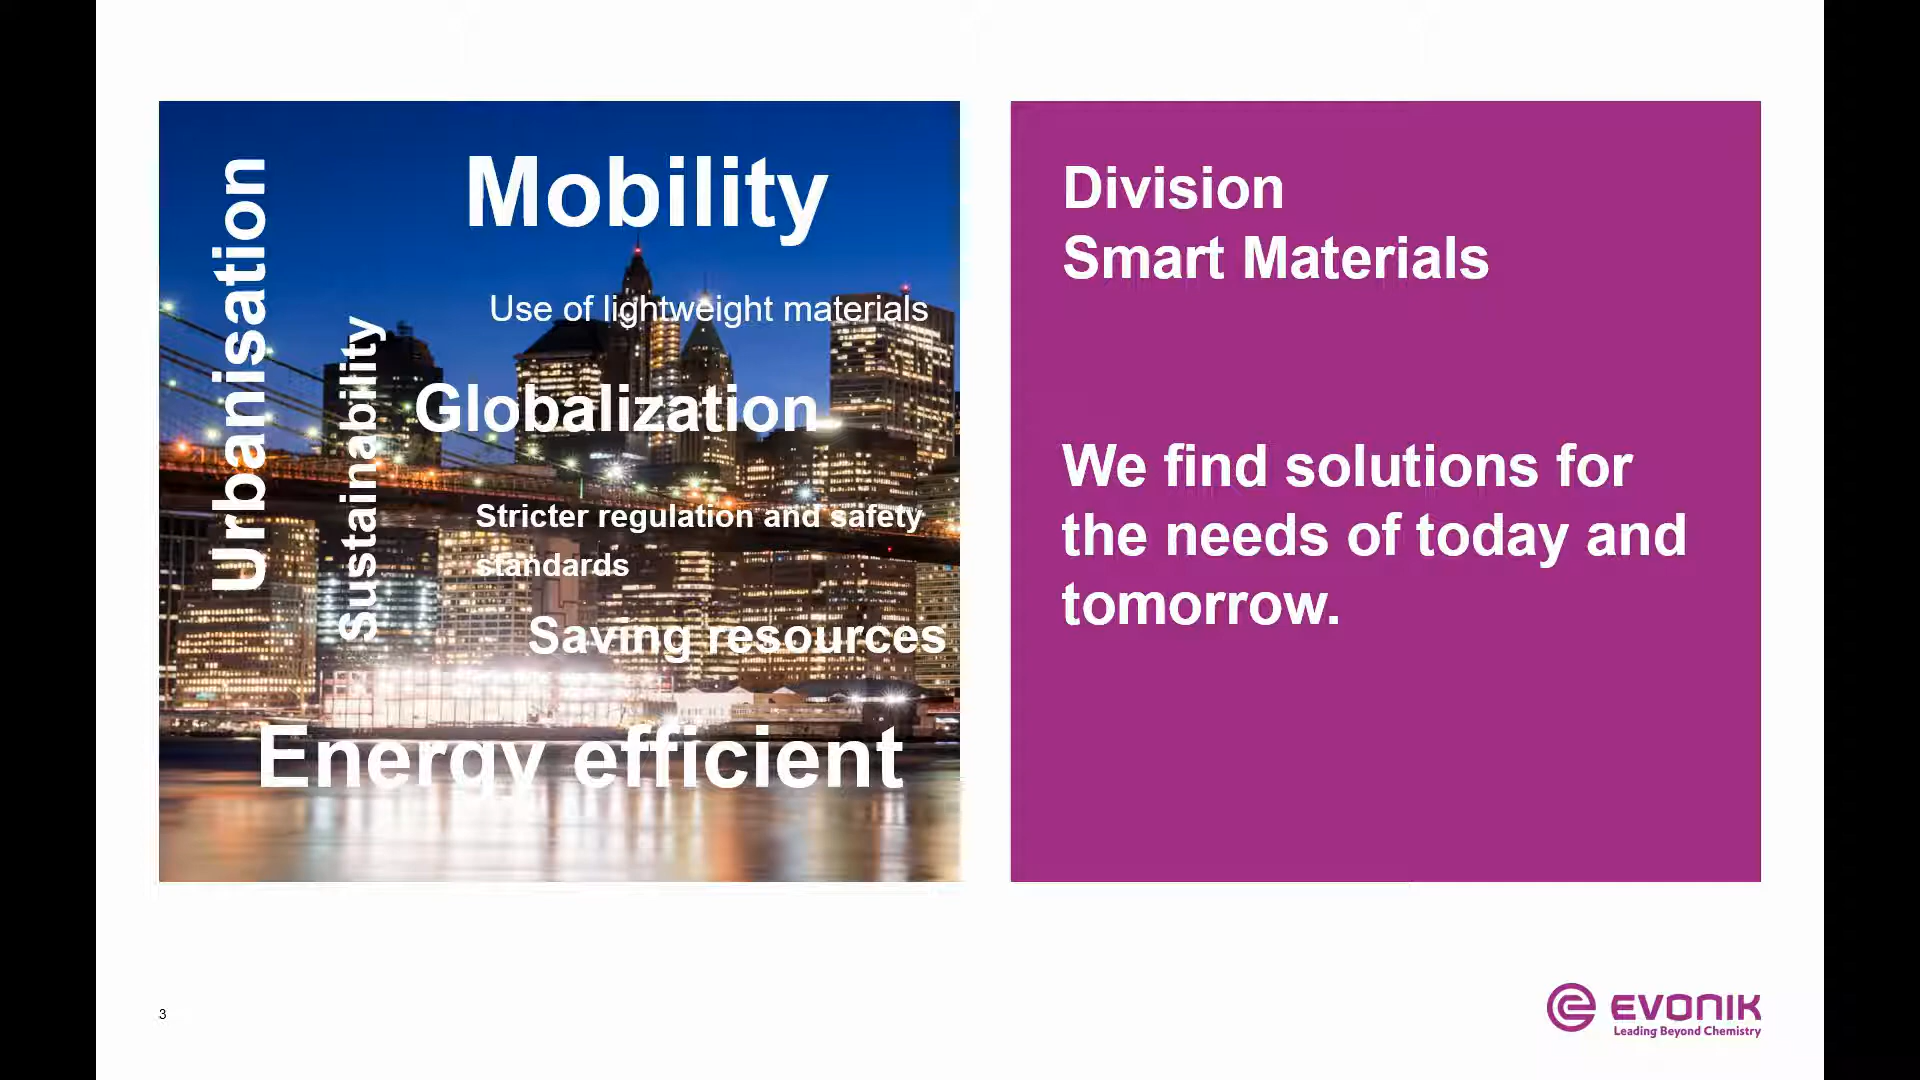 Urbanisation
Sustainability
Mobility
Use of lightweight materials
Globalization
Stricter regulation and safety
standards
Saving resources
Energy efficient
Division
Smart Materials
We find solutions for
the needs of today and
tomorrow.
3
EVONIK
Leading Beyond Chemistry